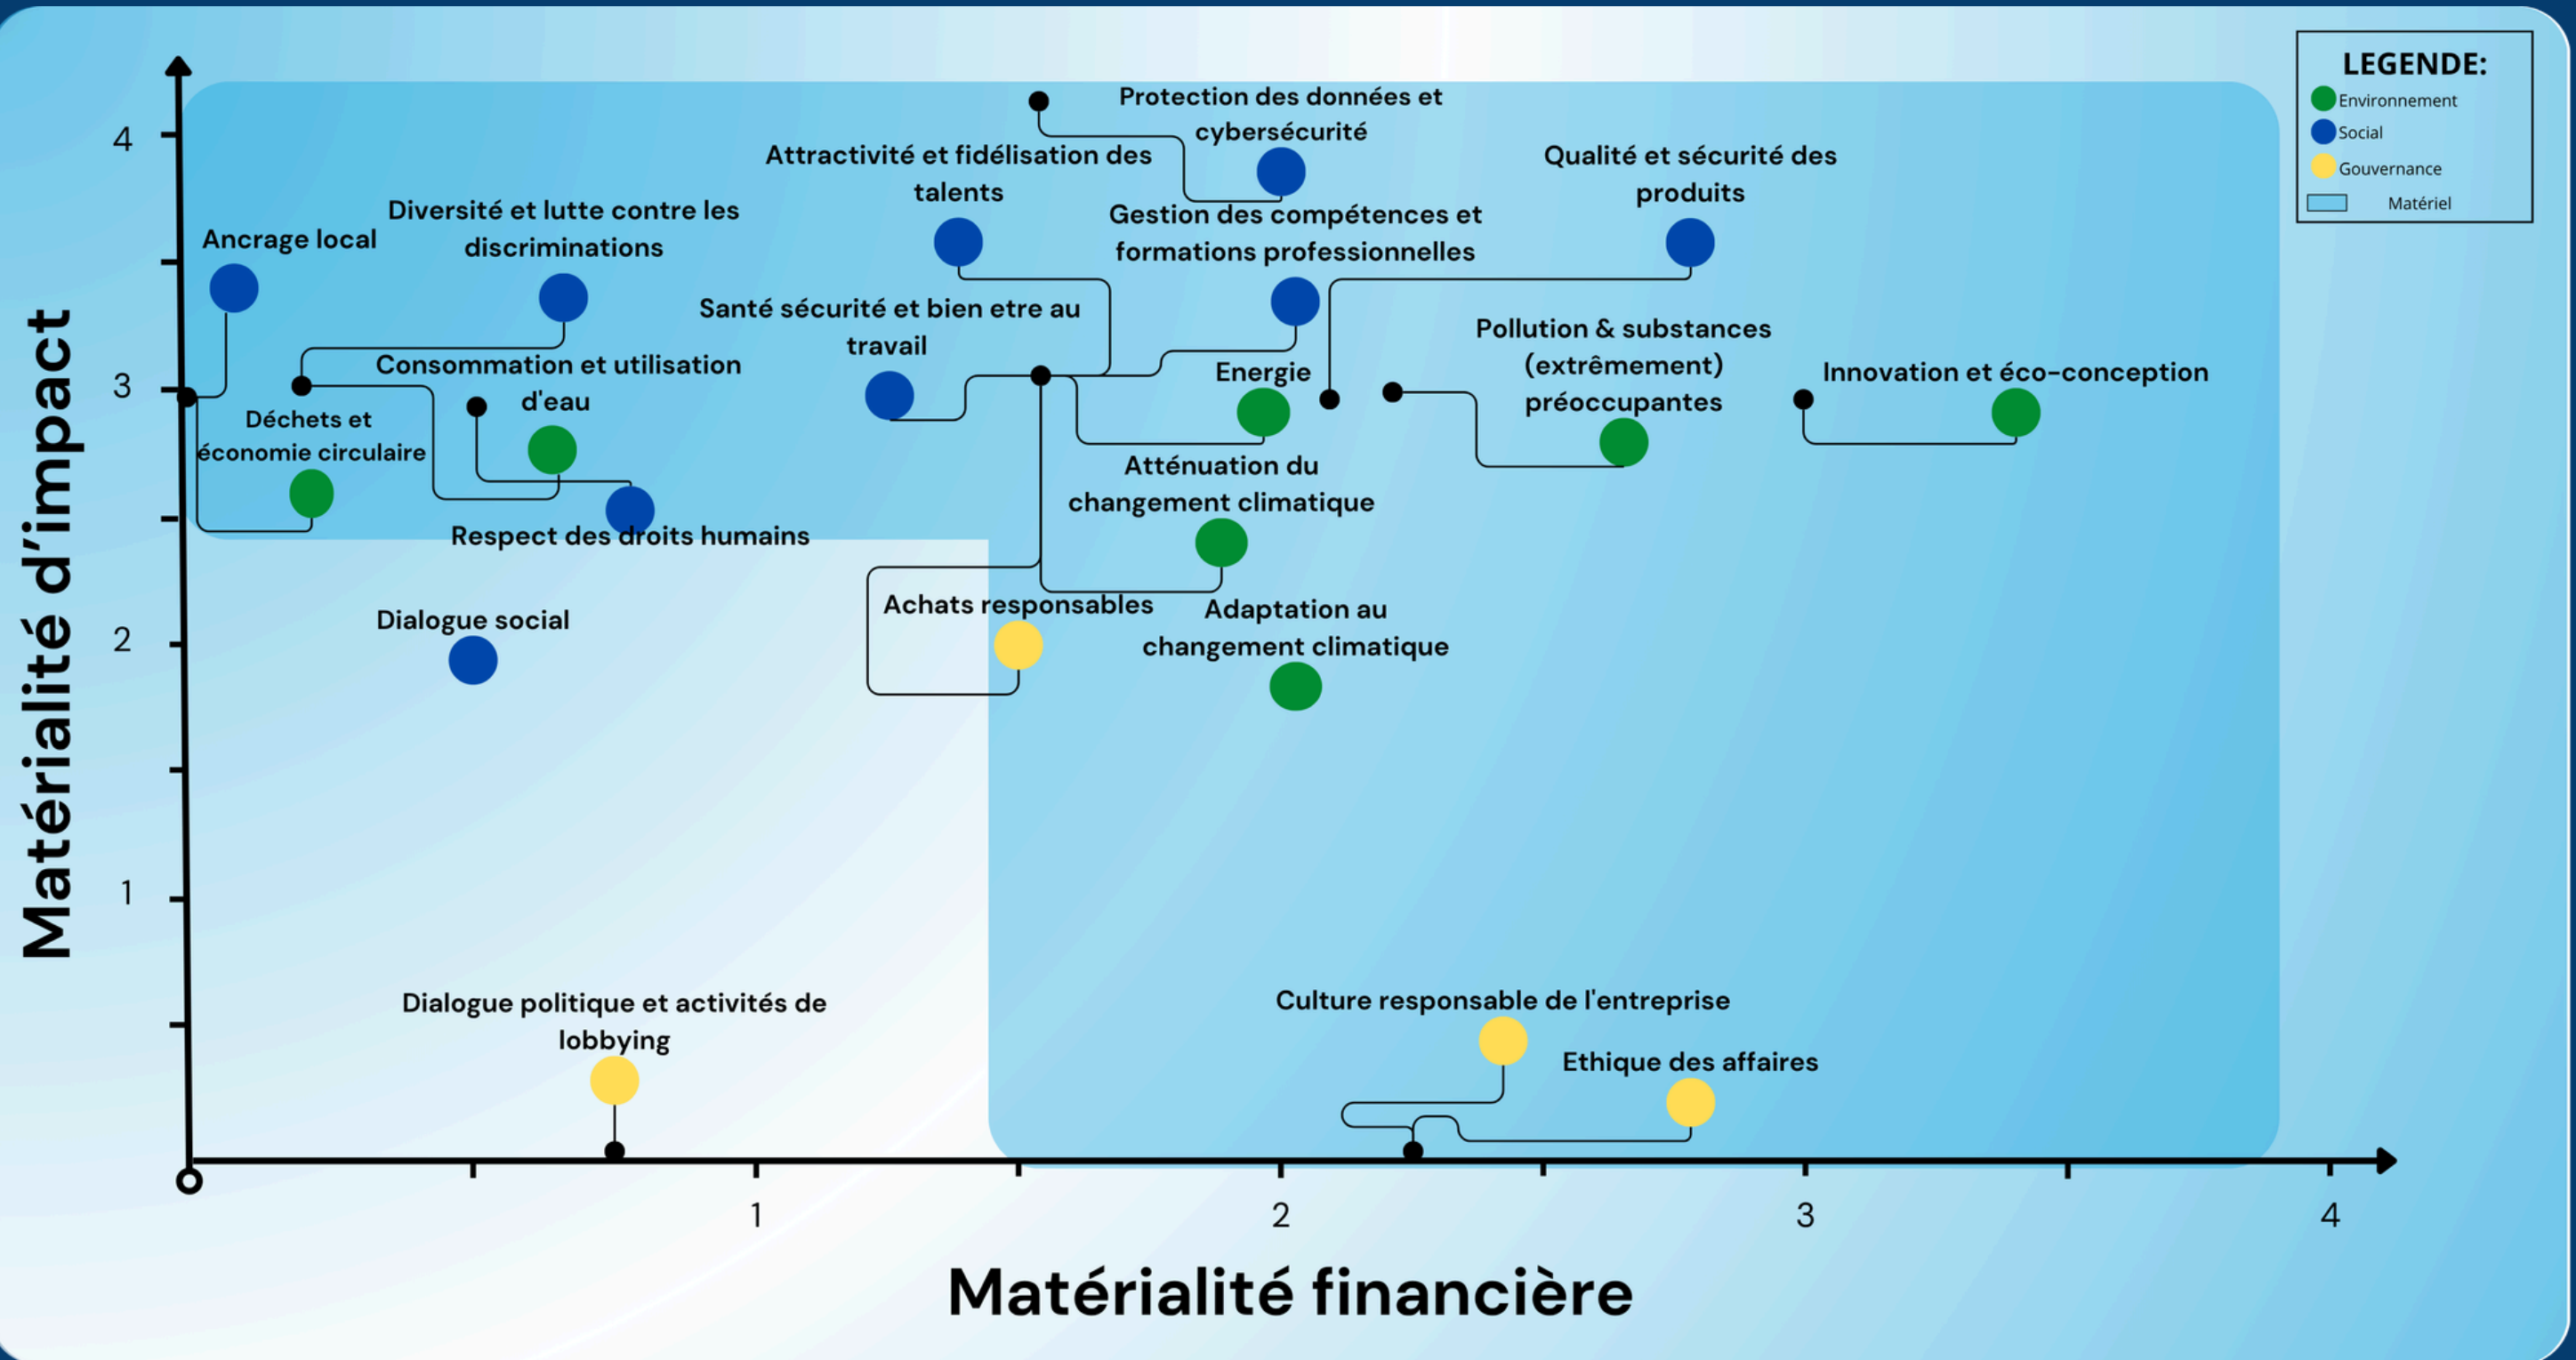 LEGENDE:
Environnement
Social
Gouvernance
Matériel
Matérialité d'impact
4
3
2
1
Protection des données et
cybersécurité
Attractivité et fidélisation des
talents
Qualité et sécurité des
produits
Diversité et lutte contre les
discriminations
Gestion des compétences et
formations professionnelles
Ancrage local
Santé sécurité et bien etre au
travail
Pollution & substances
(extrêmement)
préoccupantes
Consommation et utilisation
d'eau
Energie
Innovation et éco-conception
Déchets et
économie circulaire
Atténuation du
changement climatique
Respect des droits humains
Achats responsables
Adaptation au
changement climatique
Dialogue social
Dialogue politique et activités de
lobbying
Culture responsable de l'entreprise
Ethique des affaires
1
2
3
4
Matérialité financière